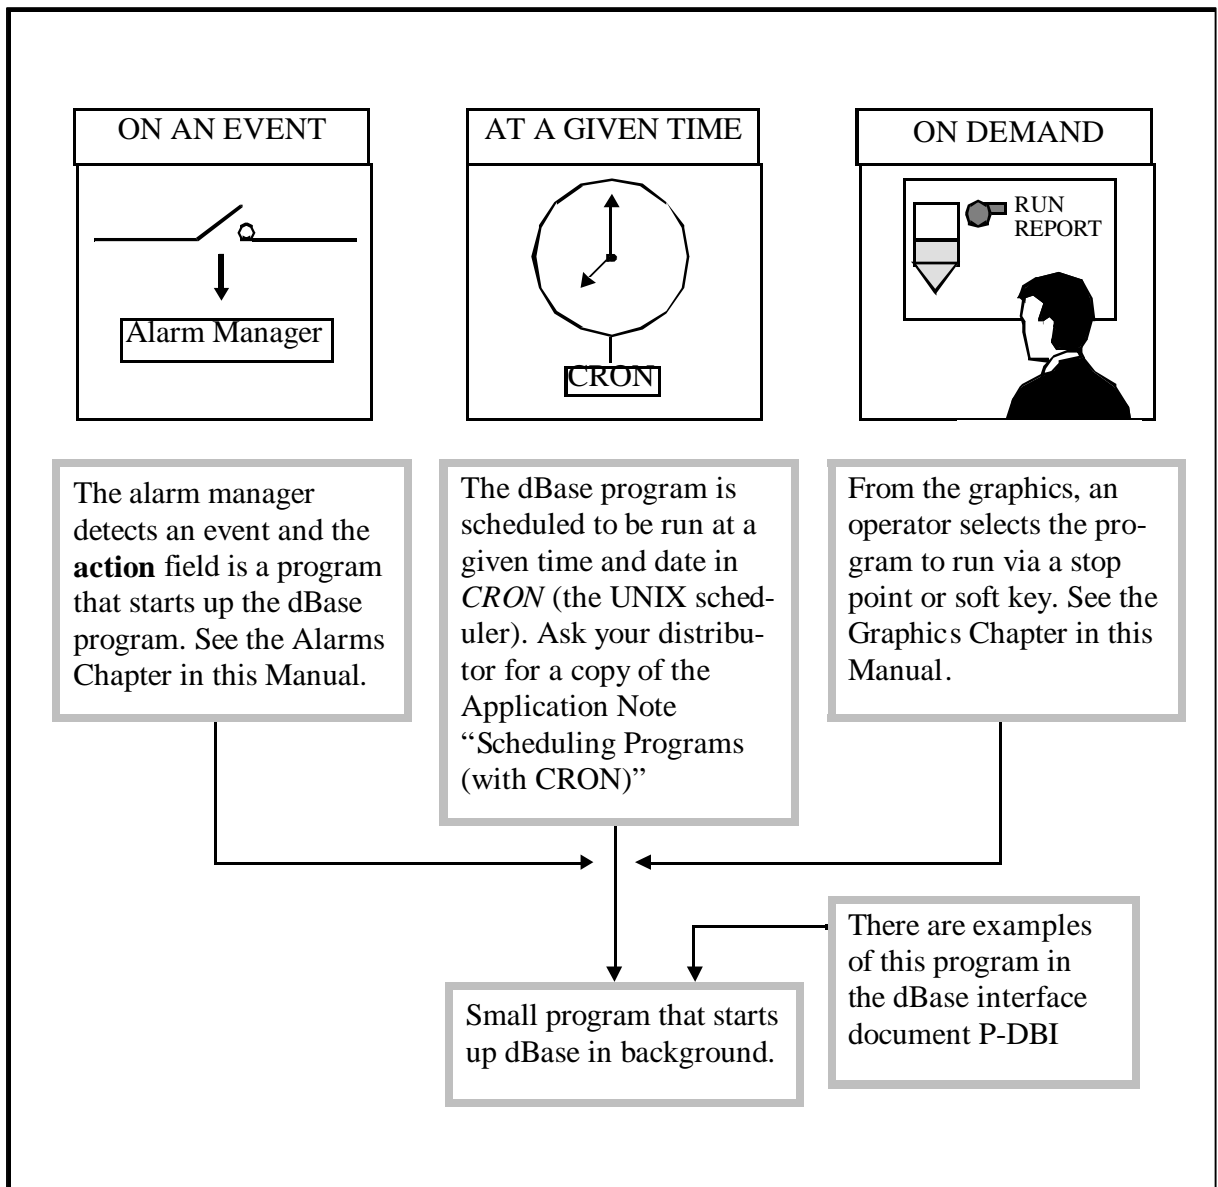 ON AN EVENT
Alarm Manager
The alarm manager
detects an event and the
action field is a program
that starts up the dBase
program. See the Alarms
Chapter in this Manual.
AT A GIVEN TIME
CRON
The dBase program is
scheduled to be run at a
given time and date in
CRON (the UNIX sched-
uler). Ask your distribu-
tor for a copy of the
Application Note
“Scheduling Programs
(with CRON)”
ON DEMAND
RUN
REPORT
From the graphics, an
operator selects the pro-
gram to run via a stop
point or soft key. See the
Graphics Chapter in this
Manual.
There are examples
of this program in
the dBase interface
document P-DBI
Small program that starts
up dBase in background.